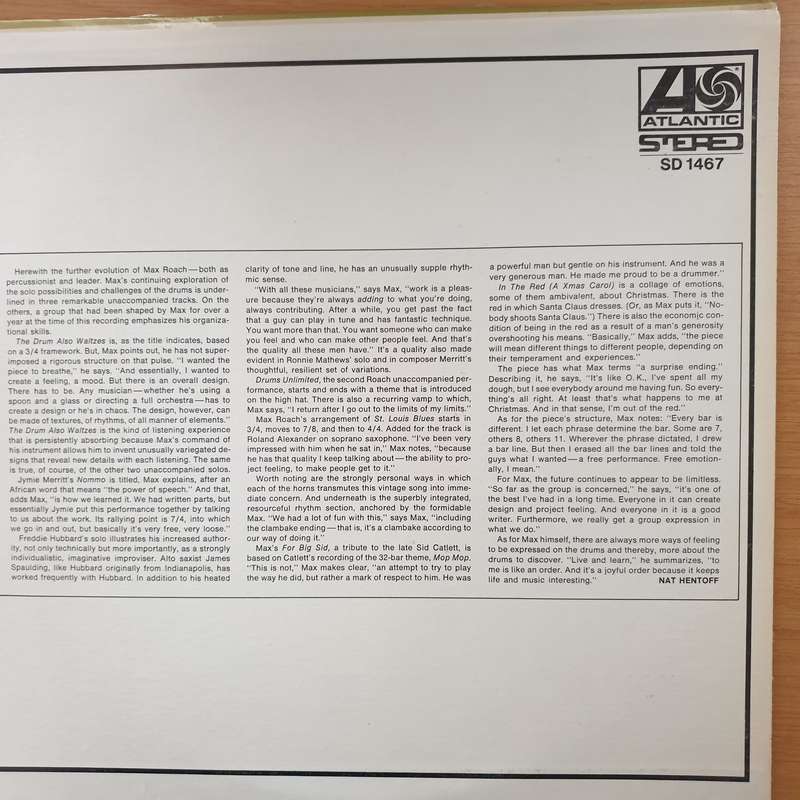 ATLANTIC
STEREO
SD 1467
Herewith the further evolution of Max Roach—both as
percussionist and leader. Max's continuing exploration of
the solo possibilities and challenges of the drums is under-
lined in three remarkable unaccompanied tracks. On the
others, a group that had been shaped by Max for over a
year at the time of this recording emphasizes his organiza-
tional skills.
The Drum Also Waltzes is, as the title indicates, based
on a 3/4 framework. But, Max points out, he has not super-
imposed a rigorous structure on that pulse. "I wanted the
piece to breathe," he says. "And essentially, I wanted to
create a feeling, a mood. But there is an overall design.
There has to be. Any musician—whether he's using a
spoon and a glass or directing a full orchestra—has to
create a design or he's in chaos. The design, however, can
be made of textures, of rhythms, of all manner of elements."
The Drum Also Waltzes is the kind of listening experience
that is persistently absorbing because Max's command of
his instrument allows him to invent unusually variegated de-
signs that reveal new details with each listening. The same
is true, of course, of the other two unaccompanied solos.
Jymie Merritt's Nommo is titled, Max explains, after an
African word that means "the power of speech." And that,
adds Max, "is how we learned it. We had written parts, but
essentially Jymie put this performance together by talking
to us about the work. Its rallying point is 7/4, into which
we go in and out, but basically it's very free, very loose."
Freddie Hubbard's solo illustrates his increased author-
ity, not only technically but more importantly, as a strongly
individualistic, imaginative improviser. Alto saxist James
Spaulding, like Hubbard originally from Indianapolis, has
worked frequently with Hubbard. In addition to his heated
clarity of tone and line, he has an unusually supple rhyth-
mic sense.
"With all these musicians," says Max, "work is a pleas-
ure because they're always adding to what you're doing,
always contributing. After a while, you get past the fact
that a guy can play in tune and has fantastic technique.
You want more than that. You want someone who can make
you feel and who can make other people feel. And that's
the quality all these men have." It's a quality also made
evident in Ronnie Mathews' solo and in composer Merritt's
thoughtful, resilient set of variations.
Drums Unlimited, the second Roach unaccompanied per-
formance, starts and ends with a theme that is introduced
on the high hat. There is also a recurring vamp to which,
Max says, "I return after I go out to the limits of my limits."
Max Roach's arrangement of St. Louis Blues starts in
3/4, moves to 7/8, and then to 4/4. Added for the track is
Roland Alexander on soprano saxophone. "I've been very
impressed with him when he sat in," Max notes, "because
he has that quality I keep talking about—the ability to pro-
ject feeling, to make people get to it."
Worth noting are the strongly personal ways in which
each of the horns transmutes this vintage song into imme-
diate concern. And underneath is the superbly integrated,
resourceful rhythm section, anchored by the formidable
Max. "We had a lot of fun with this," says Max, "including
the clambake ending—that is, it's a clambake according to
our way of doing it."
Max's For Big Sid, a tribute to the late Sid Catlett, is
based on Catlett's recording of the 32-bar theme, Mop Mop.
"This is not," Max makes clear, "an attempt to try to play
the way he did, but rather a mark of respect to him. He was
a powerful man but gentle on his instrument. And he was a
very generous man. He made me proud to be a drummer."
In The Red (A Xmas Carol) is a collage of emotions,
some of them ambivalent, about Christmas. There is the
red in which Santa Claus dresses. (Or, as Max puts it, "No-
body shoots Santa Claus.") There is also the economic con-
dition of being in the red as a result of a man's generosity
overshooting his means. "Basically," Max adds, "the piece
will mean different things to different people, depending on
their temperament and experiences."
The piece has what Max terms "a surprise ending."
Describing it, he says, "It's like O.K., I've spent all my
dough, but I see everybody around me having fun. So every-
thing's all right. At least that's what happens to me at
Christmas. And in that sense, I'm out of the red."
As for the piece's structure, Max notes: "Every bar is
different. I let each phrase determine the bar. Some are 7,
others 8, others 11. Wherever the phrase dictated, I drew
a bar line. But then I erased all the bar lines and told the
guys what I wanted—a free performance. Free emotion-
ally, I mean."
For Max, the future continues to appear to be limitless.
"So far as the group is concerned," he says, "it's one of
the best I've had in a long time. Everyone in it can create
design and project feeling. And everyone in it is a good
writer. Furthermore, we really get a group expression in
what we do."
As for Max himself, there are always more ways of feeling
to be expressed on the drums and thereby, more about the
drums to discover. "Live and learn," he summarizes, "to
me is like an order. And it's a joyful order because it keeps
life and music interesting." NAT HENTOFF